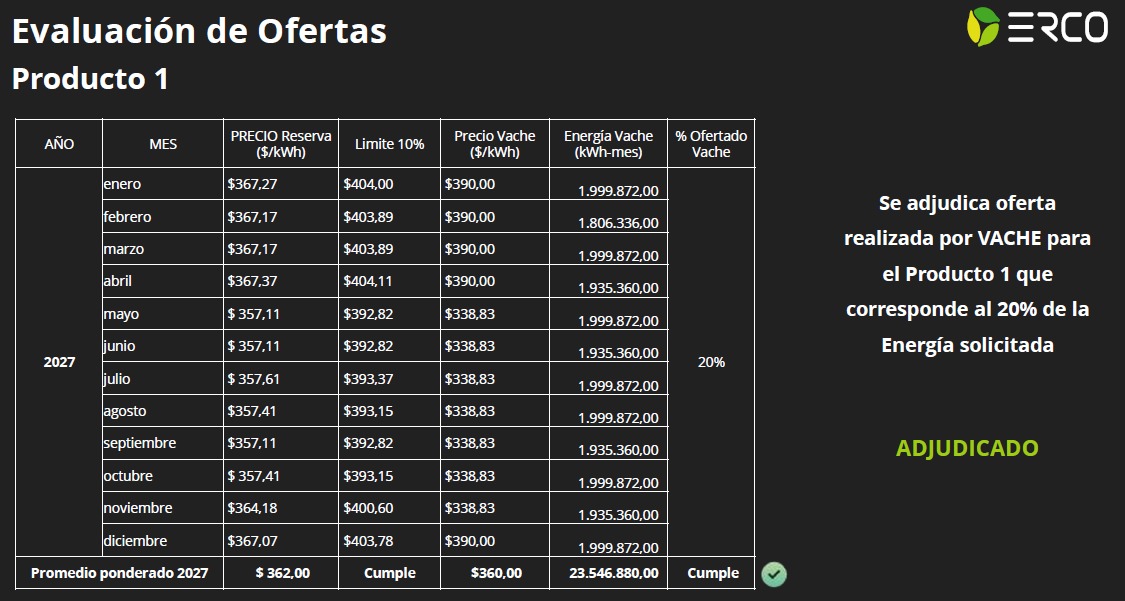 Evaluación de Ofertas
ERCO
Producto 1
AÑO MES PRECIO Reserva ($/kWh) Limite 10% Precio Vache ($/kWh) Energía Vache (kWh-mes) % Ofertado Vache
enero $367,27 $404,00 $390,00 1.999.872,00
febrero $367,17 $403,89 $390,00 1.806.336,00
marzo $367,17 $403,89 $390,00 1.999.872,00
abril $367,37 $404,11 $390,00 1.935.360,00
mayo $ 357,11 $392,82 $338,83 1.999.872,00
junio $ 357,11 $392,82 $338,83 1.935.360,00
2027 20%
julio $ 357,61 $393,37 $338,83 1.999.872,00
agosto $357,41 $393,15 $338,83 1.999.872,00
septiembre $357,11 $392,82 $338,83 1.935.360,00
octubre $ 357,41 $393,15 $338,83 1.999.872,00
noviembre $364,18 $400,60 $338,83 1.935.360,00
diciembre $367,07 $403,78 $390,00 1.999.872,00
Promedio ponderado 2027 $ 362,00 Cumple $360,00 23.546.880,00 Cumple
Se adjudica oferta
realizada por VACHE para
el Producto 1 que
corresponde al 20% de la
Energía solicitada
ADJUDICADO